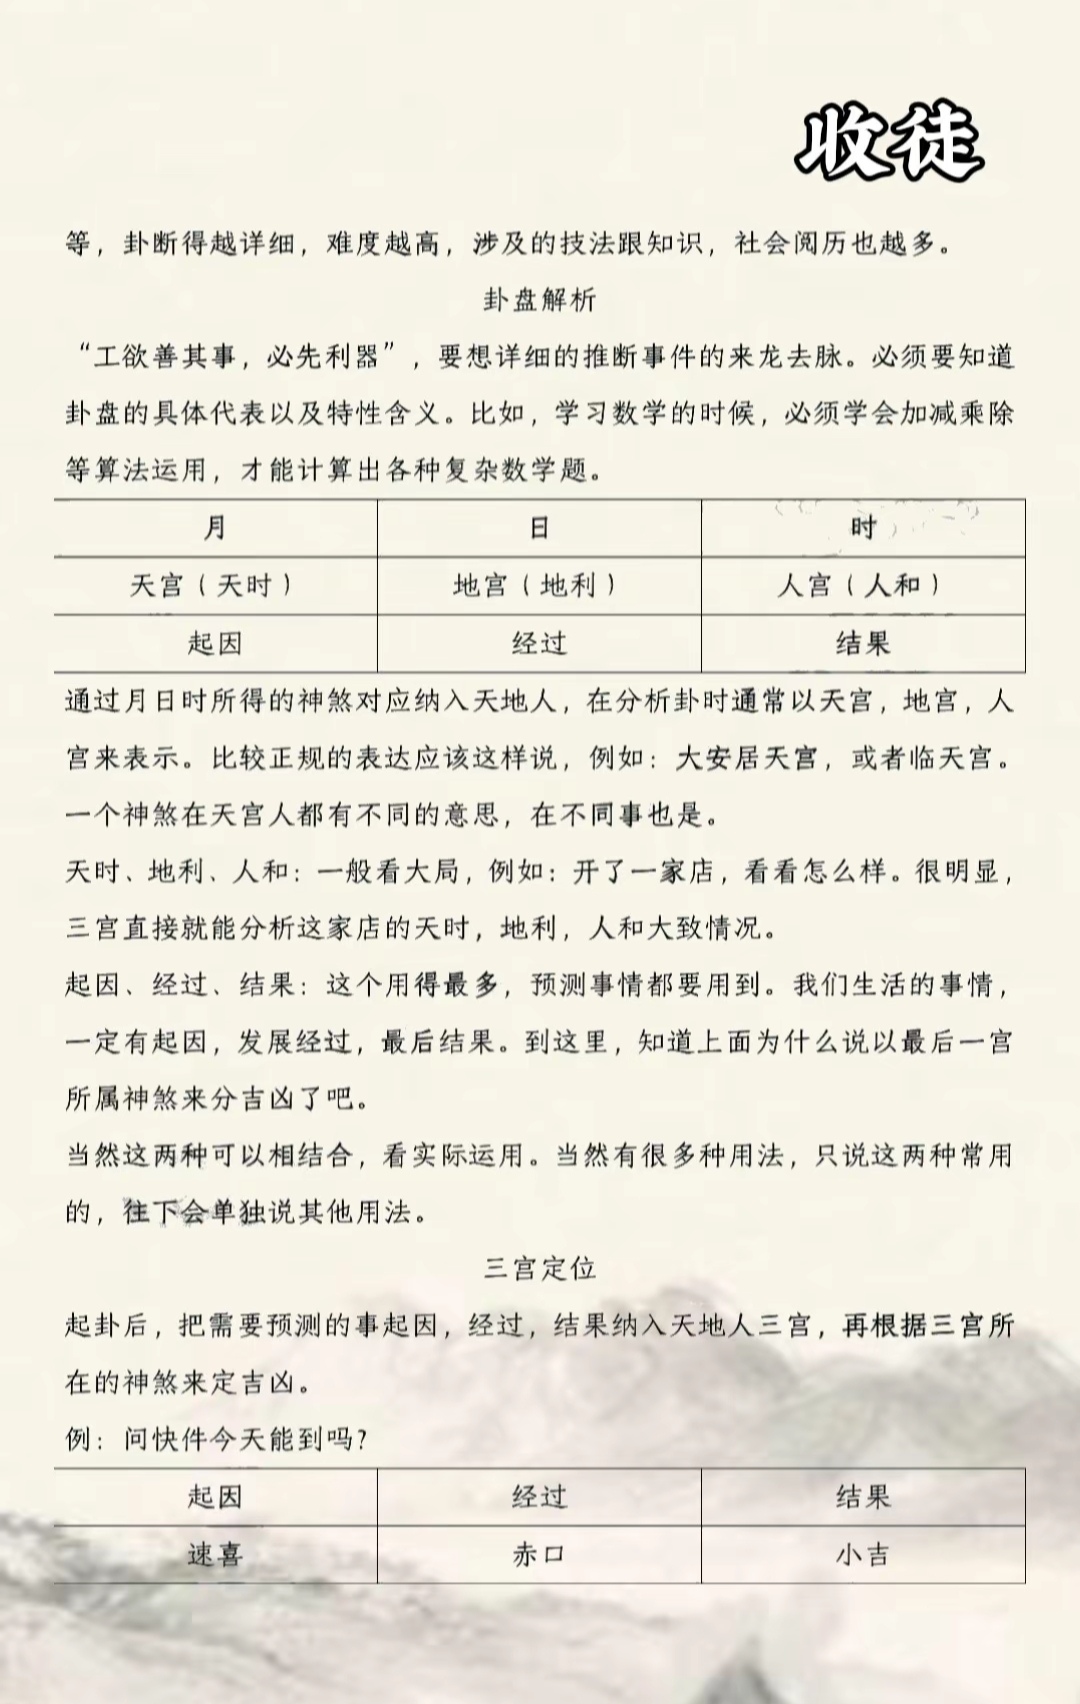 收徒
等，卦断得越详细，难度越高，涉及的技法跟知识，社会阅历也越多。
卦盘解析
“工欲善其事，必先利器”，要想详细的推断事件的来龙去脉。必须要知道
卦盘的具体代表以及特性含义。比如，学习数学的时候，必须学会加减乘除
等算法运用，才能计算出各种复杂数学题。
月 日 时
天宫（天时） 地宫（地利） 人宫（人和）
起因 经过 结果
通过月日时所得的神煞对应纳入天地人，在分析卦时通常以天宫，地宫，人
宫来表示。比较正规的表达应该这样说，例如：大安居天宫，或者临天宫。
一个神煞在天宫人都有不同的意思，在不同事也是。
天时、地利、人和：一般看大局，例如：开了一家店，看看怎么样。很明显，
三宫直接就能分析这家店的天时，地利，人和大致情况。
起因、经过、结果：这个用得最多，预测事情都要用到。我们生活的事情，
一定有起因，发展经过，最后结果。到这里，知道上面为什么说以最后一宫
所属神煞来分吉凶了吧。
当然这两种可以相结合，看实际运用。当然有很多种用法，只说这两种常用
的，往下会单独说其他用法。
三宫定位
起卦后，把需要预测的事起因，经过，结果纳入天地人三宫，再根据三宫所
在的神煞来定吉凶。
例：问快件今天能到吗？
起因 经过 结果
速喜 赤口 小吉